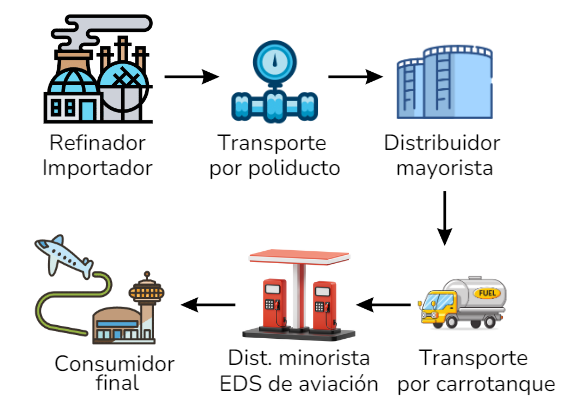 Refinador
Importador
Transporte
por poliducto
Distribuidor
mayorista
FUEL
Transporte
por carrotanque
Dist. minorista
EDS de aviación
Consumidor
final